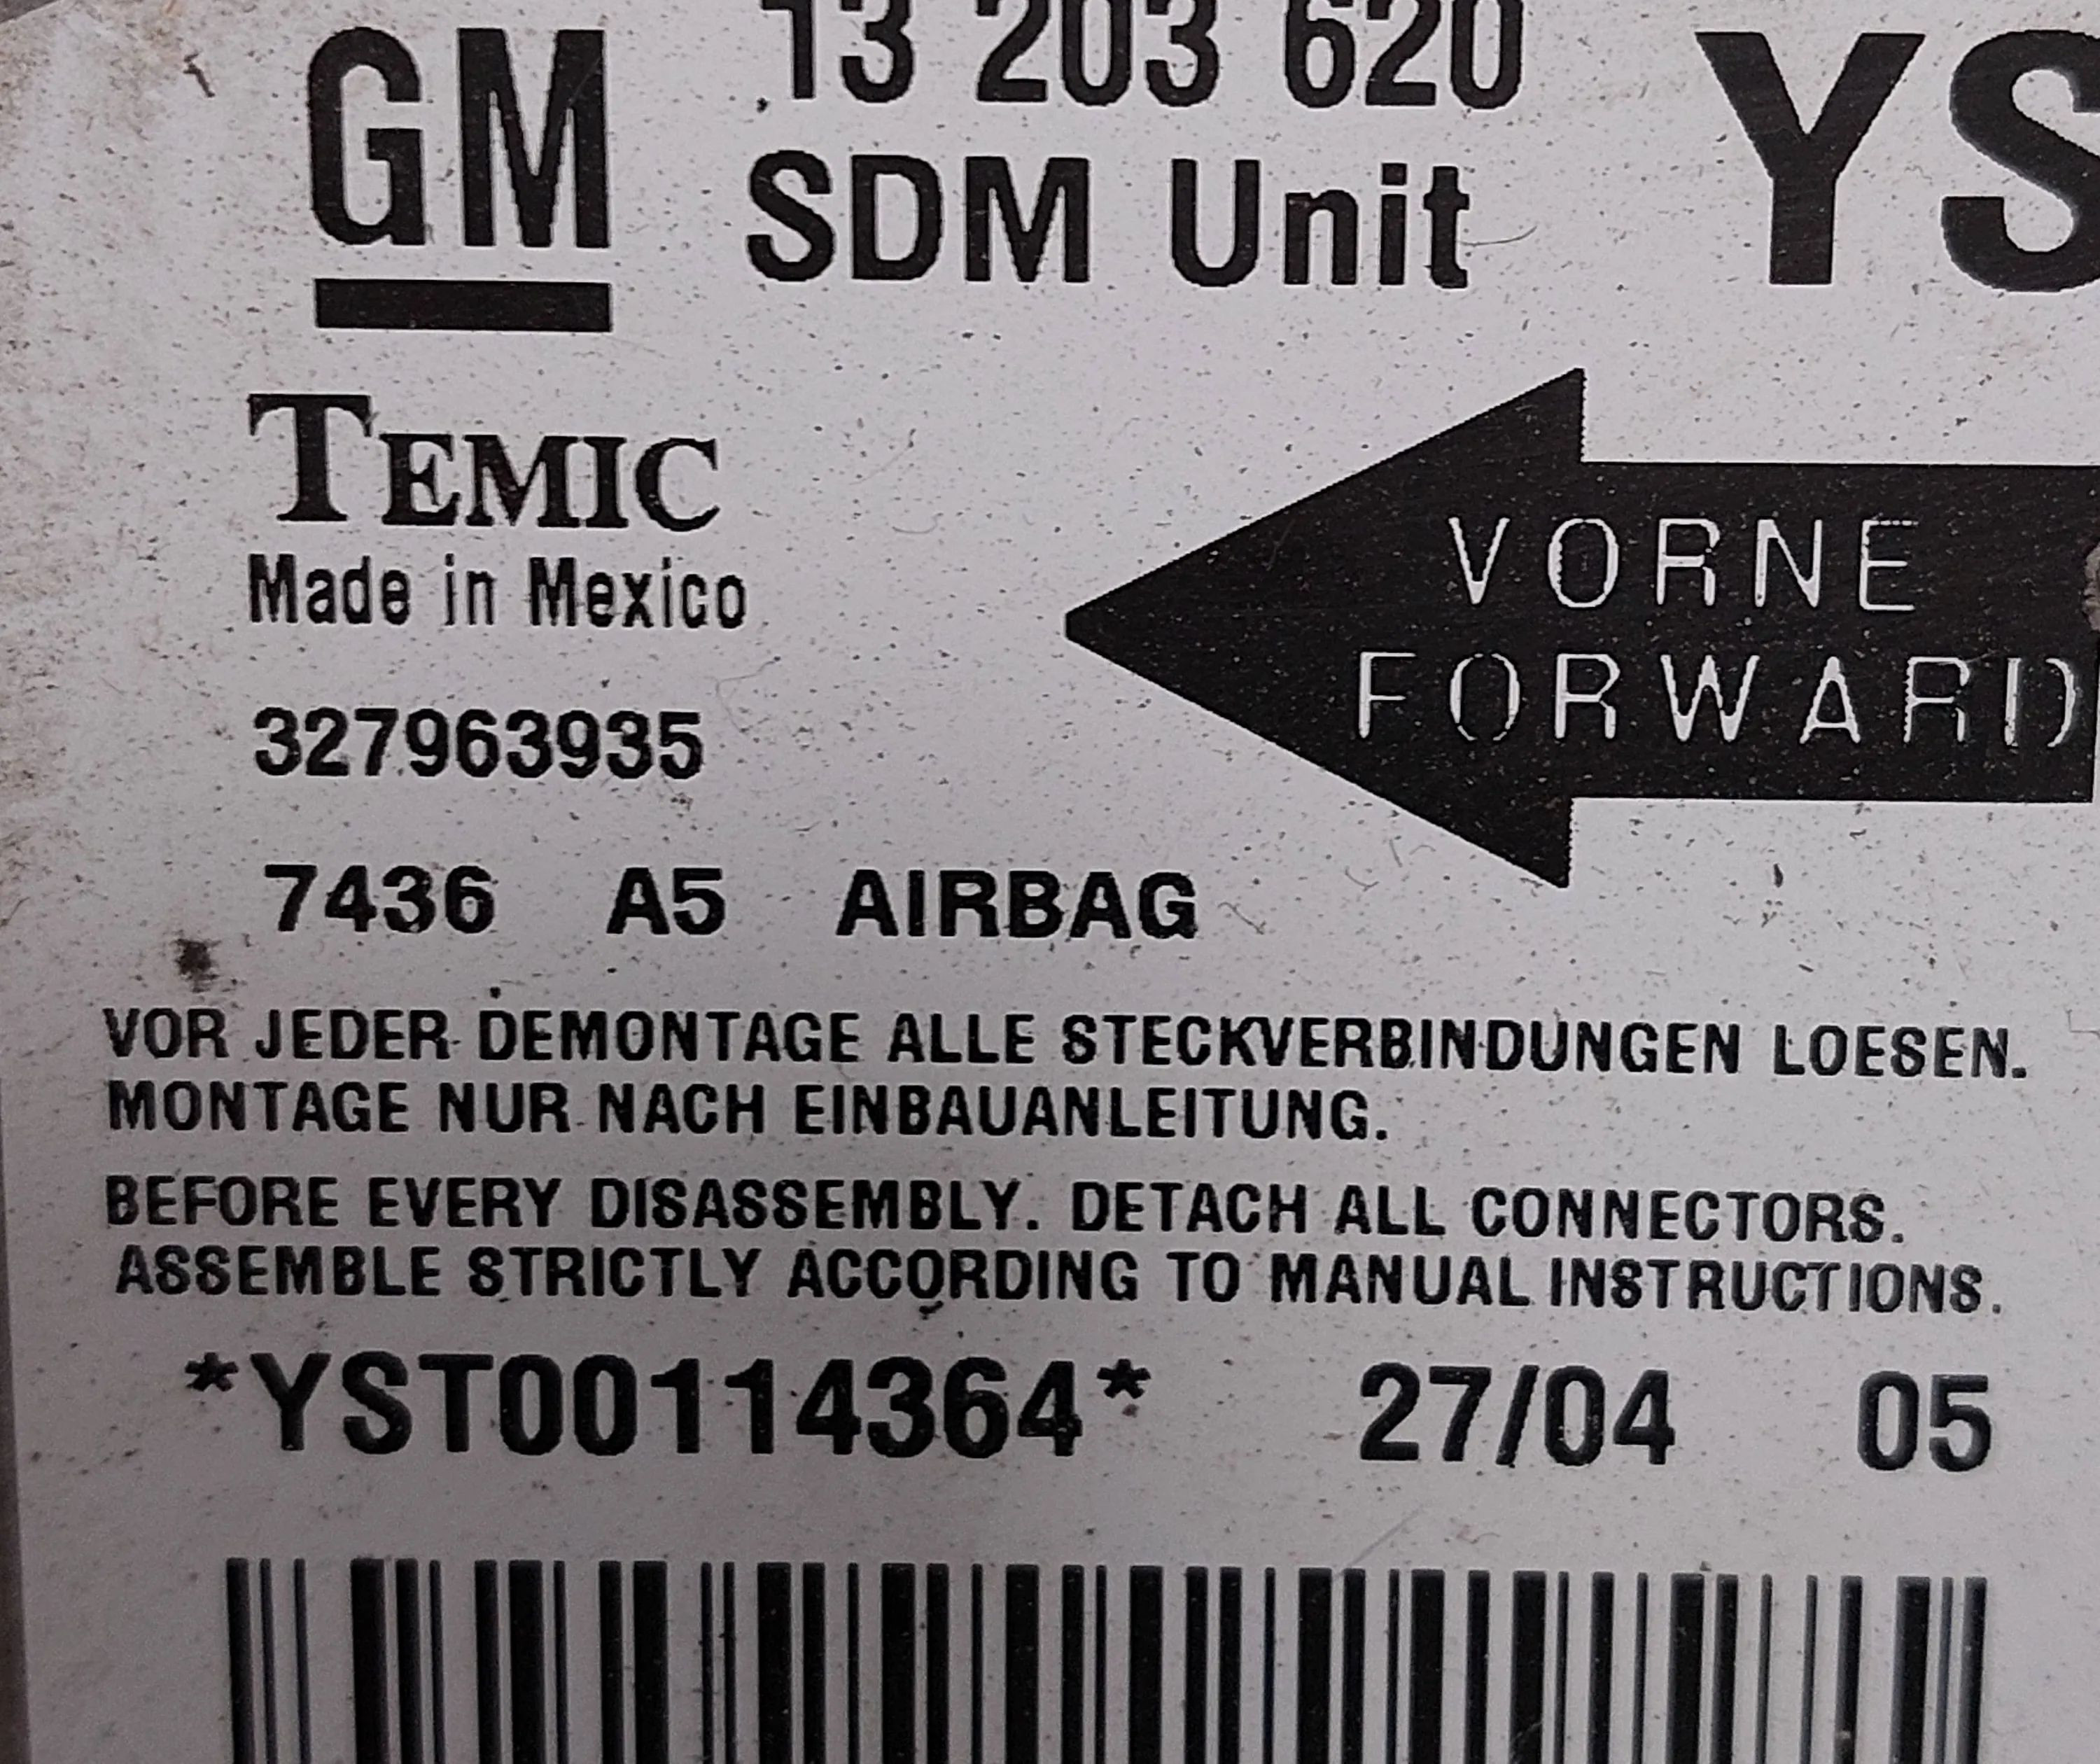 GM
13 203 620
SDM Unit
YS
TEMIC
Made in Mexico
VORNE
FORWARD
327963935
7436 A5 AIRBAG
VOR JEDER DEMONTAGE ALLE STECKVERBINDUNGEN LOESEN.
MONTAGE NUR NACH EINBAUANLEITUNG.
BEFORE EVERY DISASSEMBLY. DETACH ALL CONNECTORS.
ASSEMBLE STRICTLY ACCORDING TO MANUAL INSTRUCTIONS.
*YST00114364* 27/04 05